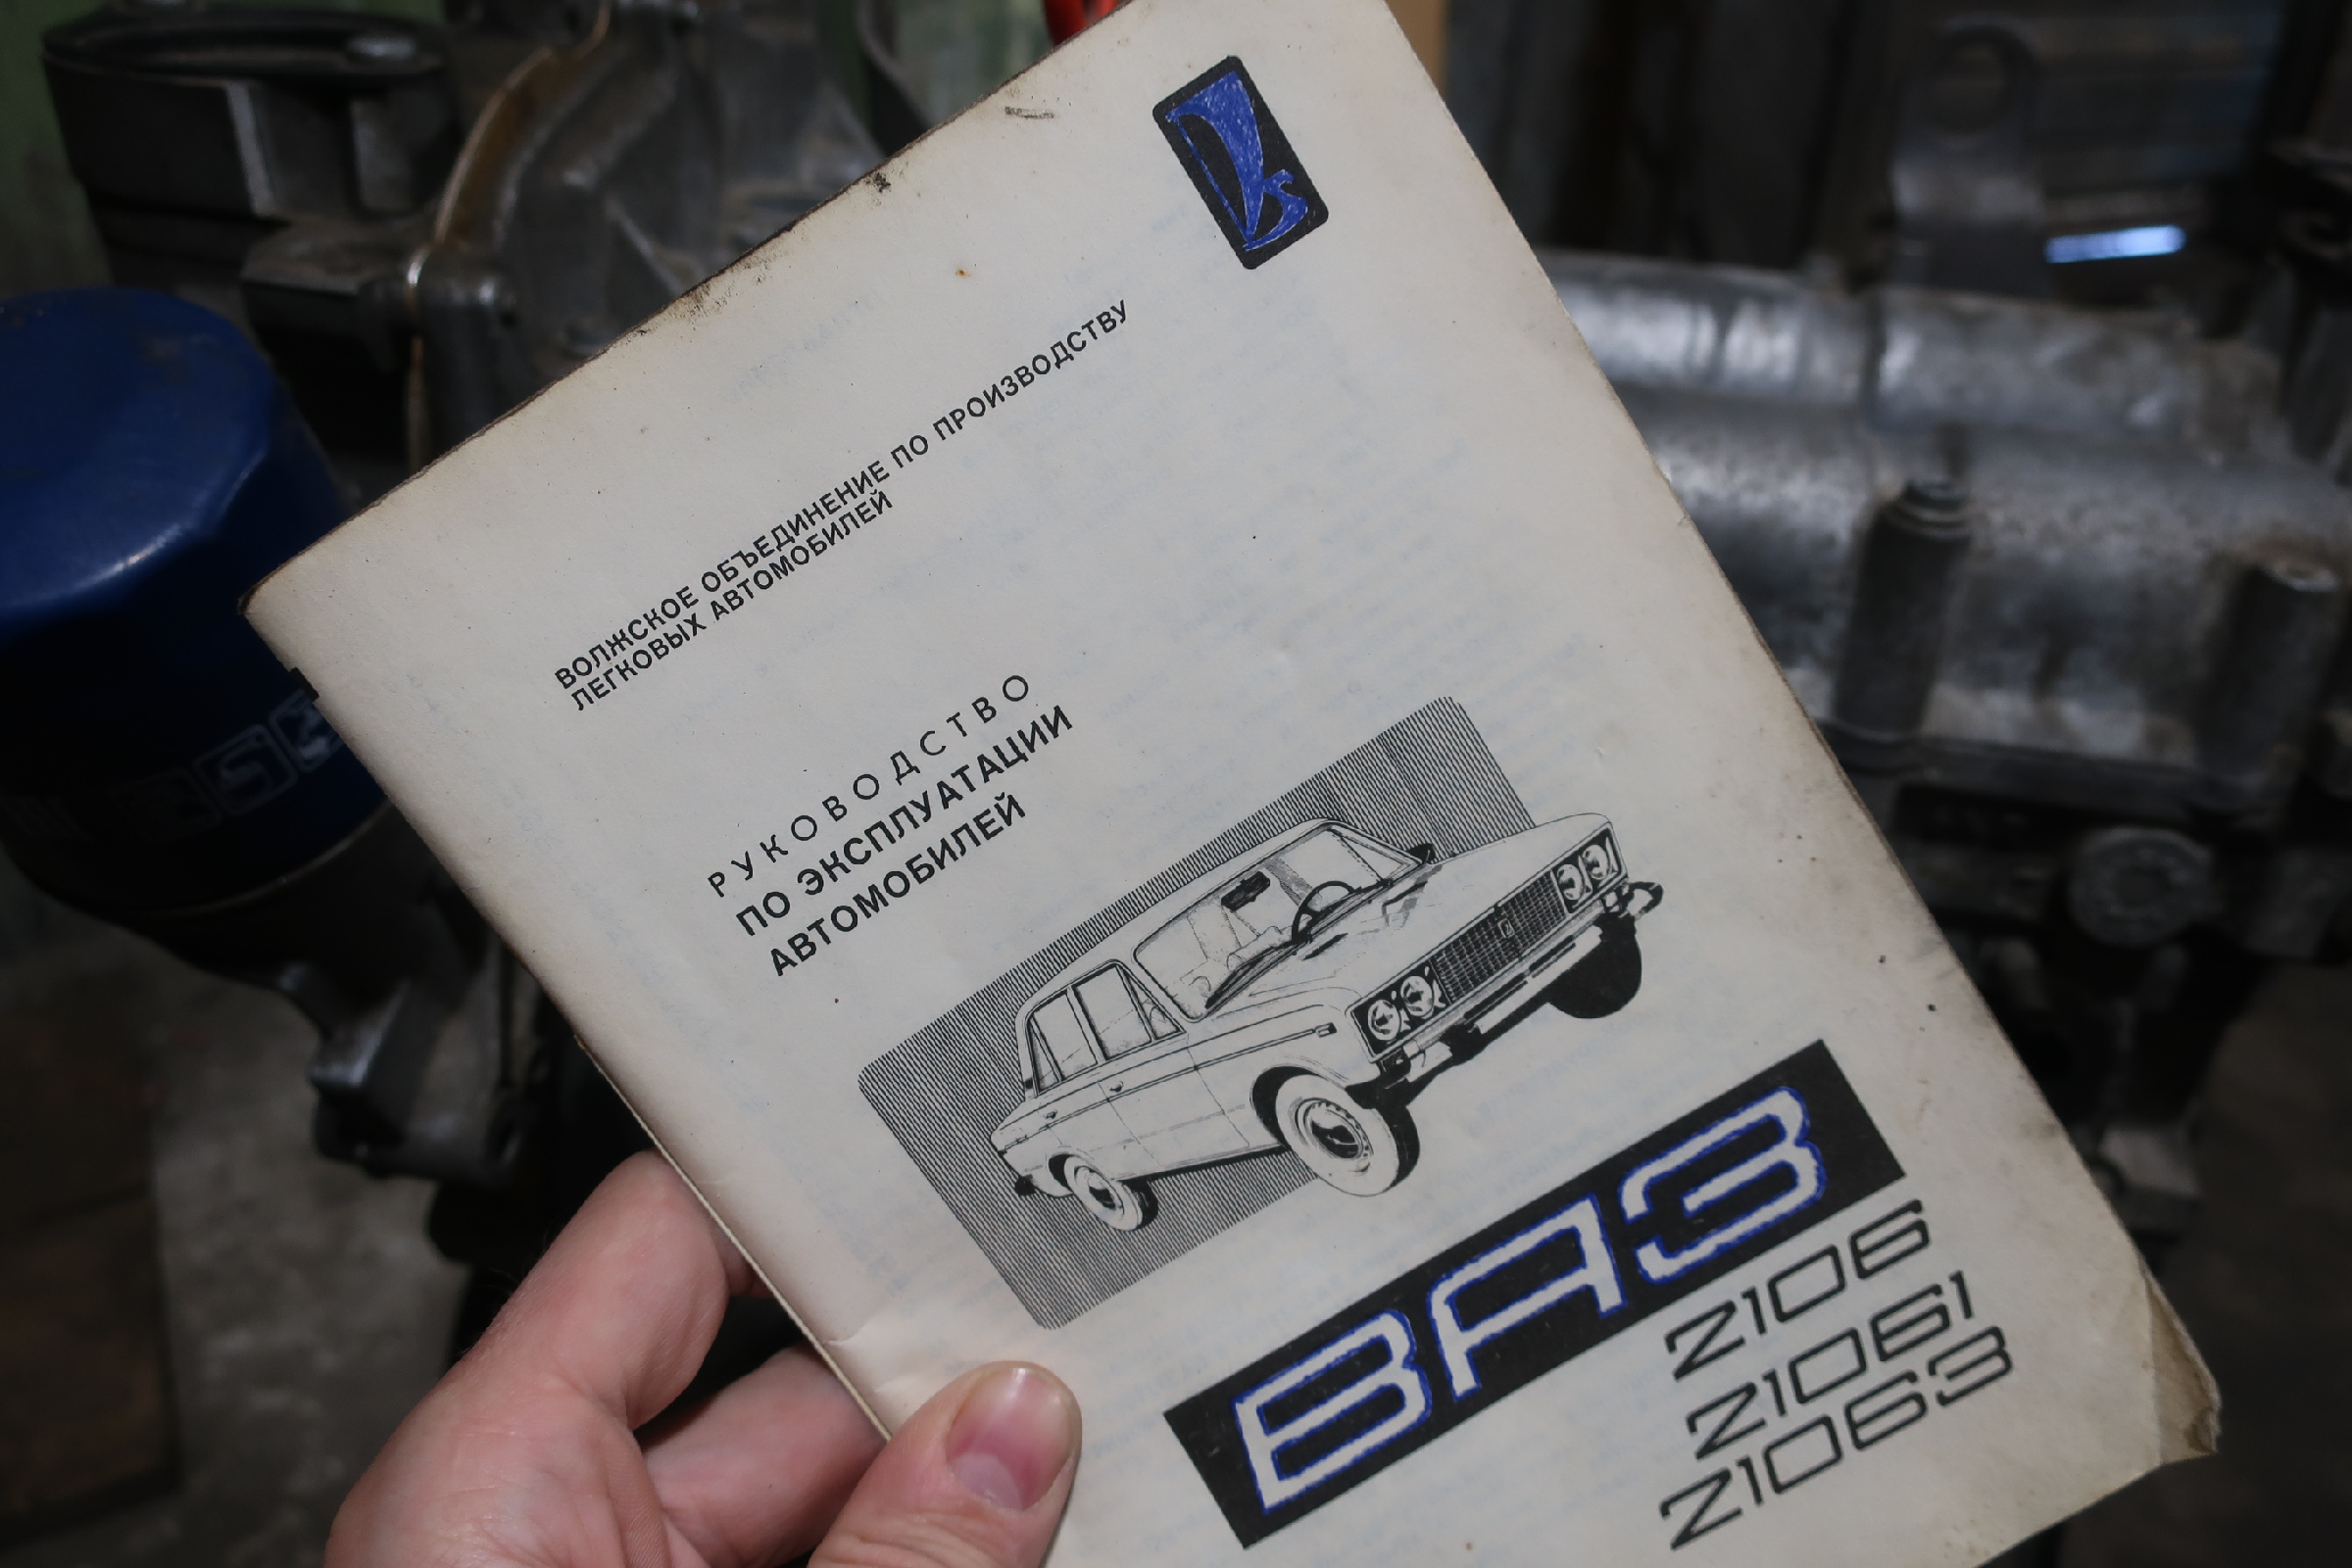 ВОЛЖСКОЕ ОБЪЕДИНЕНИЕ ПО ПРОИЗВОДСТВУ
ЛЕГКОВЫХ АВТОМОБИЛЕЙ
РУКОВОДСТВО
ПО ЭКСПЛУАТАЦИИ
АВТОМОБИЛЕЙ
ВАЗ
2106
21061
21063